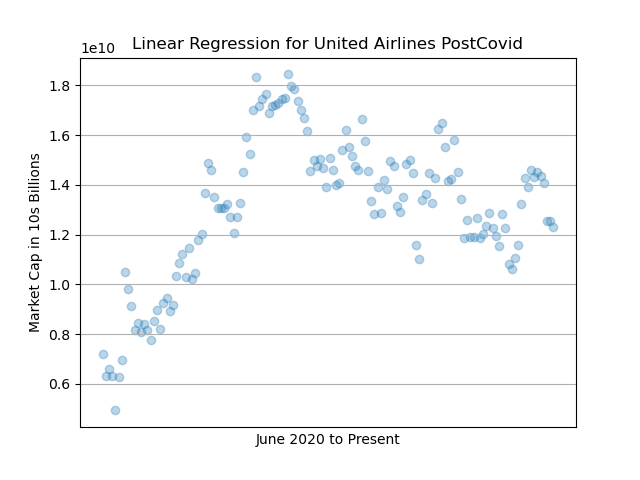 Linear Regression for United Airlines PostCovid
1e10
1.8
1.6
1.4
1.2
1.0
0.8
0.6
Market Cap in 10s Billions
June 2020 to Present